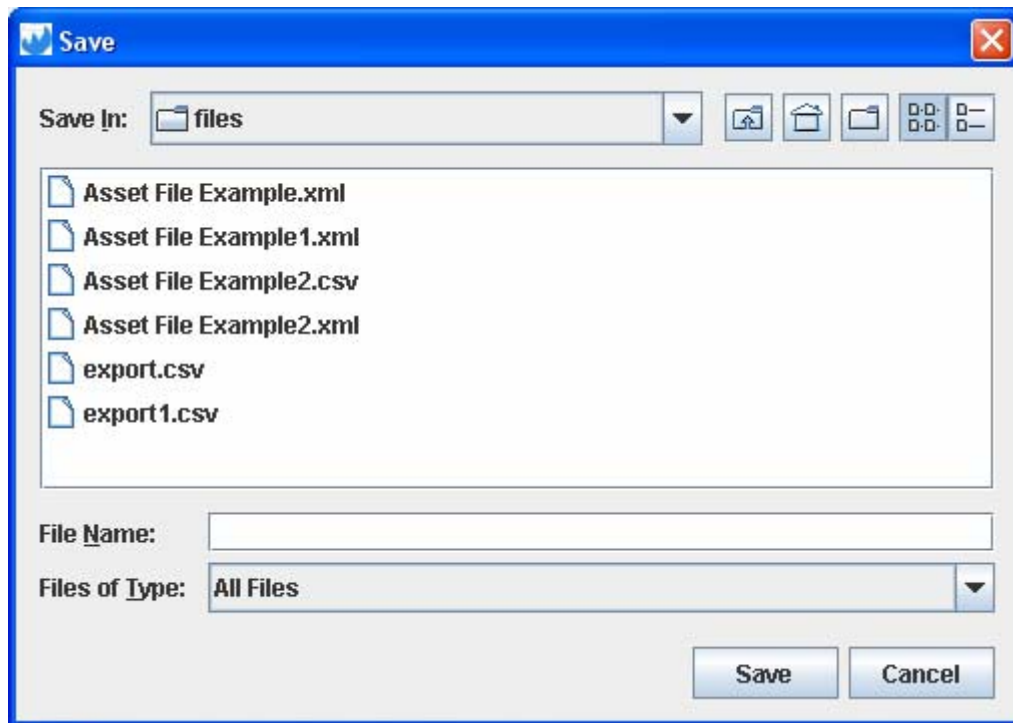 Save
Save In: files
Asset File Example.xml
Asset File Example1.xml
Asset File Example2.csv
Asset File Example2.xml
export.csv
export1.csv
File Name:
Files of Type: All Files
Save Cancel